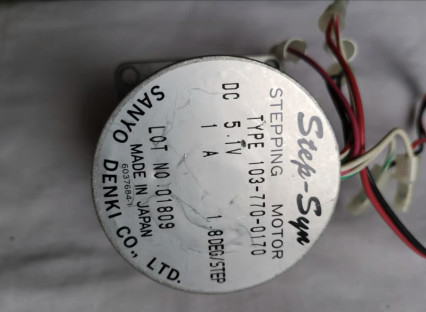 Step-Syn
STEPPING MOTOR
TYPE 103-770-0170
DC 5.1V 1.8DEG/STEP
1 A
LOT NO.01809
MADE IN JAPAN
SANYO DENKI CO., LTD.